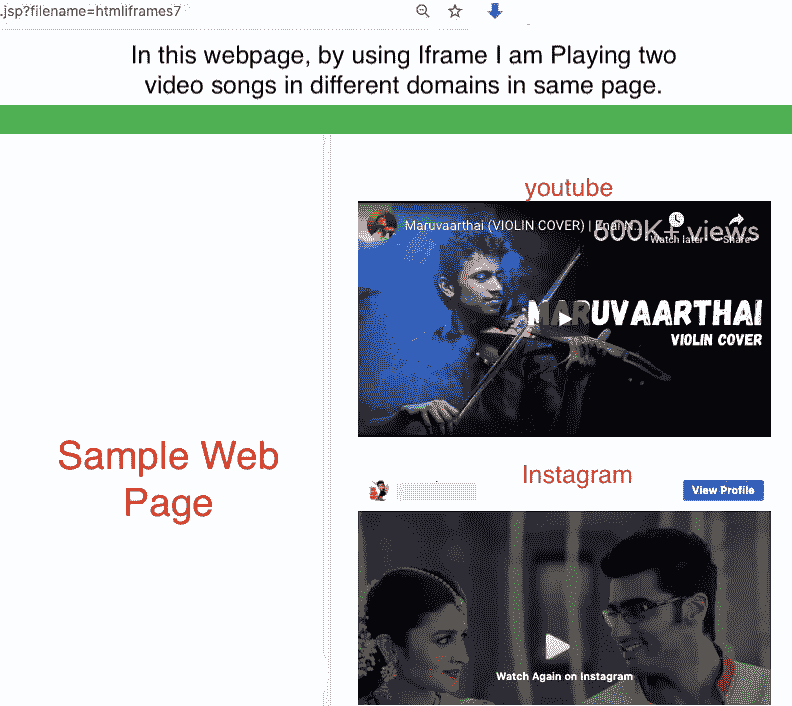 .jsp?filename=htmliframes7
In this webpage, by using Iframe I am Playing two
video songs in different domains in same page.
youtube
Maruvaarthai (VIOLIN COVER) | Enai N...
600K+ views
Watch later
Share
MARUVAARTHAI
VIOLIN COVER
Sample Web
Page
Instagram
View Profile
Watch Again on Instagram